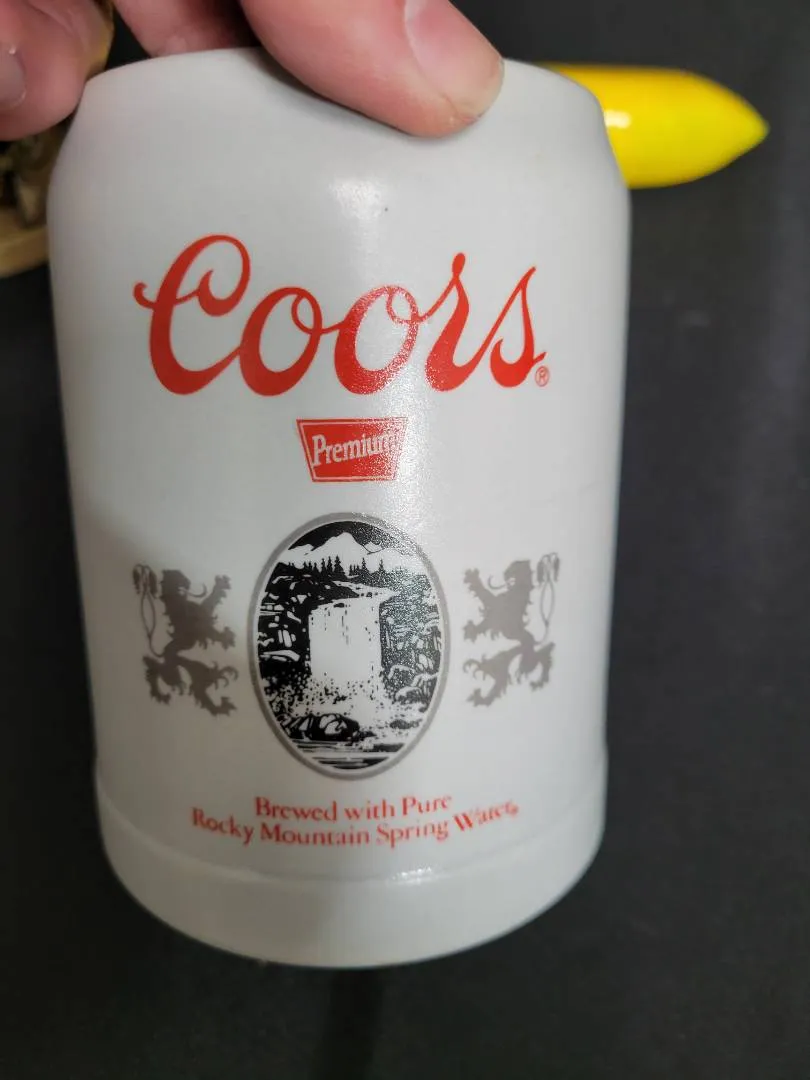 Coors®
Premium
Brewed with Pure
Rocky Mountain Spring Water®